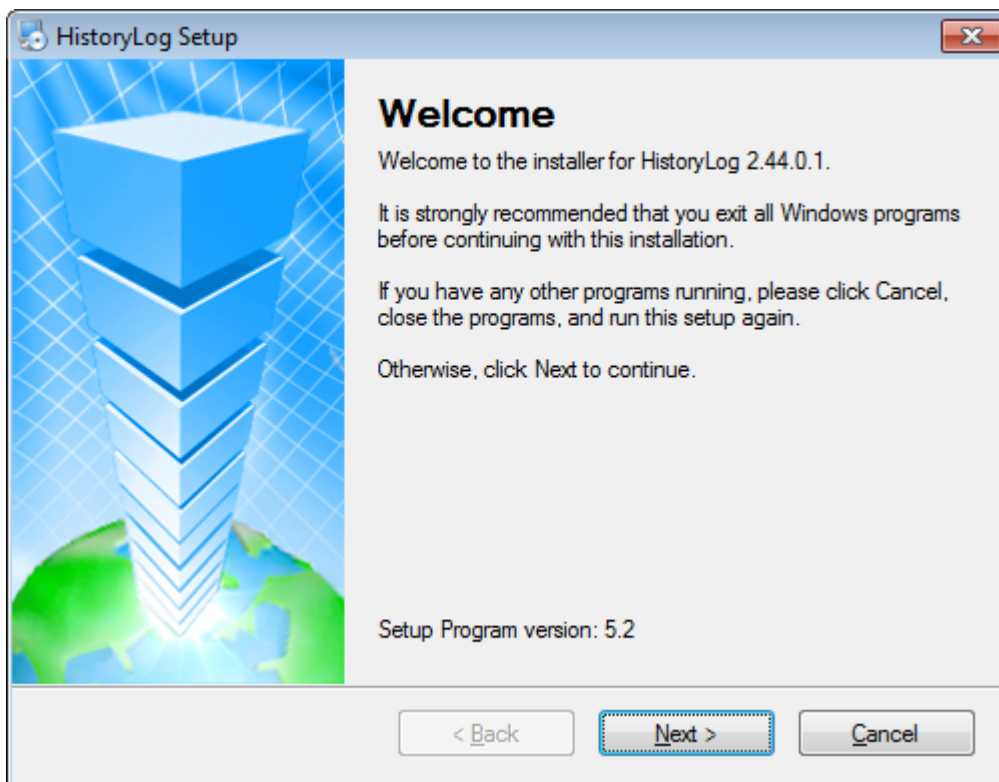 HistoryLog Setup
Welcome
Welcome to the installer for HistoryLog 2.44.0.1.
It is strongly recommended that you exit all Windows programs
before continuing with this installation.
If you have any other programs running, please click Cancel,
close the programs, and run this setup again.
Otherwise, click Next to continue.
Setup Program version: 5.2
< Back
Next >
Cancel